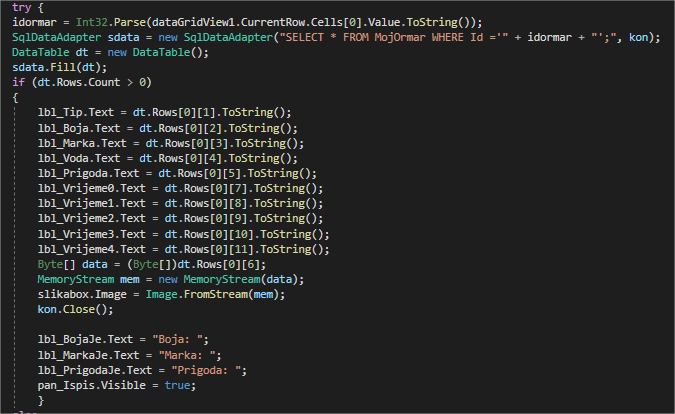 try {
idormar = Int32.Parse(dataGridView1.CurrentRow.Cells[0].Value.ToString());
SqlDataAdapter sdata = new SqlDataAdapter("SELECT * FROM MojOrmar WHERE Id ='" + idormar + "';", kon);
DataTable dt = new DataTable();
sdata.Fill(dt);
if (dt.Rows.Count > 0)
{
lbl_Tip.Text = dt.Rows[0][1].ToString();
lbl_Boja.Text = dt.Rows[0][2].ToString();
lbl_Marka.Text = dt.Rows[0][3].ToString();
lbl_Voda.Text = dt.Rows[0][4].ToString();
lbl_Prigoda.Text = dt.Rows[0][5].ToString();
lbl_Vrijeme0.Text = dt.Rows[0][7].ToString();
lbl_Vrijeme1.Text = dt.Rows[0][8].ToString();
lbl_Vrijeme2.Text = dt.Rows[0][9].ToString();
lbl_Vrijeme3.Text = dt.Rows[0][10].ToString();
lbl_Vrijeme4.Text = dt.Rows[0][11].ToString();
Byte[] data = (Byte[])dt.Rows[0][6];
MemoryStream mem = new MemoryStream(data);
slikabox.Image = Image.FromStream(mem);
kon.Close();
lbl_BojaJe.Text = "Boja: ";
lbl_MarkaJe.Text = "Marka: ";
lbl_PrigodaJe.Text = "Prigoda: ";
pan_Ispis.Visible = true;
}